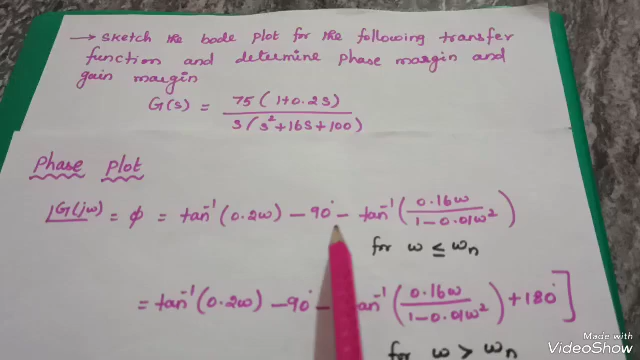 → sketch the bode plot for the following transfer
function and determine phase margin and
gain margin
G(s) = 75(1+0.2s) / s(s²+16s+100)
Phase Plot
∠G(jω) = φ = tan⁻¹(0.2ω) − 90° − tan⁻¹(0.16ω / 1−0.01ω²)
for ω ≤ ωn
= tan⁻¹(0.2ω) −90° − tan⁻¹(0.16ω / 1−0.01ω²) + 180°]
for ω > ωn
Made with
VideoShow